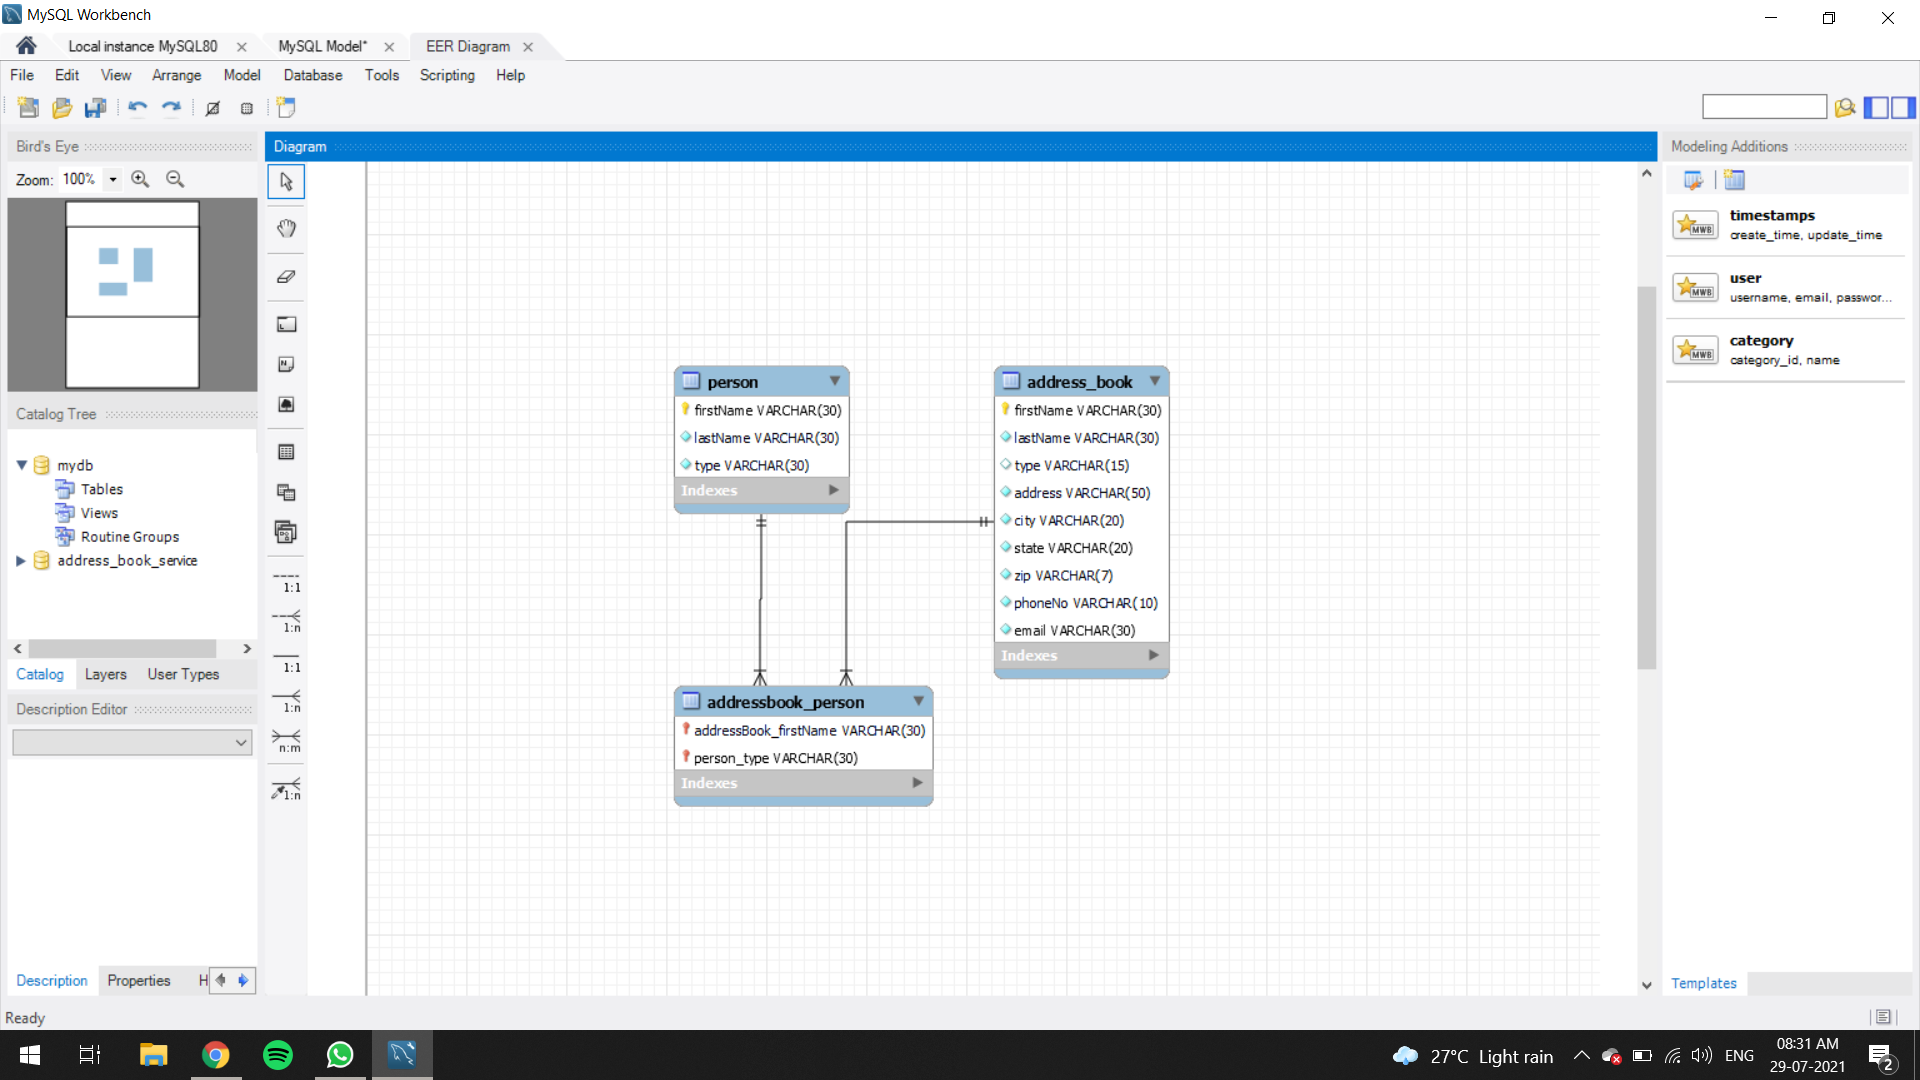 MySQL Workbench
Local instance MySQL80
MySQL Model*
EER Diagram
File Edit View Arrange Model Database Tools Scripting Help
Bird's Eye
Diagram
Modeling Additions
Zoom: 100%
timestamps
create_time, update_time
user
username, email, passwor...
category
category_id, name
person
firstName VARCHAR(30)
lastName VARCHAR(30)
type VARCHAR(30)
Indexes
address_book
firstName VARCHAR(30)
lastName VARCHAR(30)
type VARCHAR(15)
address VARCHAR(50)
city VARCHAR(20)
state VARCHAR(20)
zip VARCHAR(7)
phoneNo VARCHAR(10)
email VARCHAR(30)
Indexes
addressbook_person
addressBook_firstName VARCHAR(30)
person_type VARCHAR(30)
Indexes
Catalog Tree
mydb
Tables
Views
Routine Groups
address_book_service
1:1
1:n
1:1
1:n
n:m
1:n
Catalog Layers User Types
Description Editor
Description Properties H
Templates
Ready
27°C Light rain
ENG
08:31 AM
29-07-2021
2